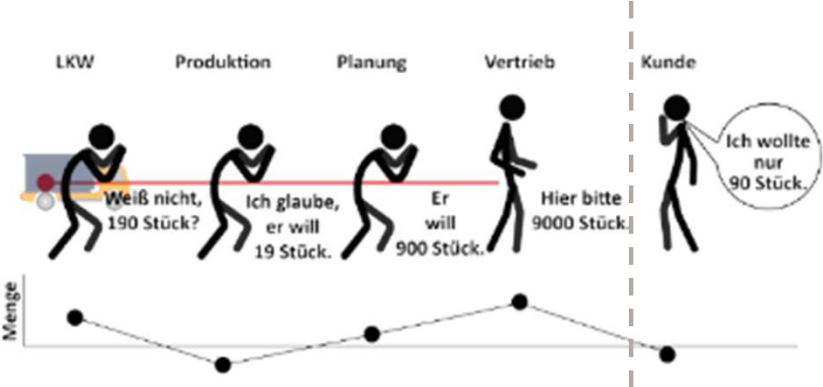 LKW
Produktion
Planung
Vertrieb
Kunde
Weiß nicht,
190 Stück?
Ich glaube,
er will
19 Stück.
Er
will
900 Stück.
Hier bitte
9000 Stück.
Ich wollte
nur
90 Stück.
Menge